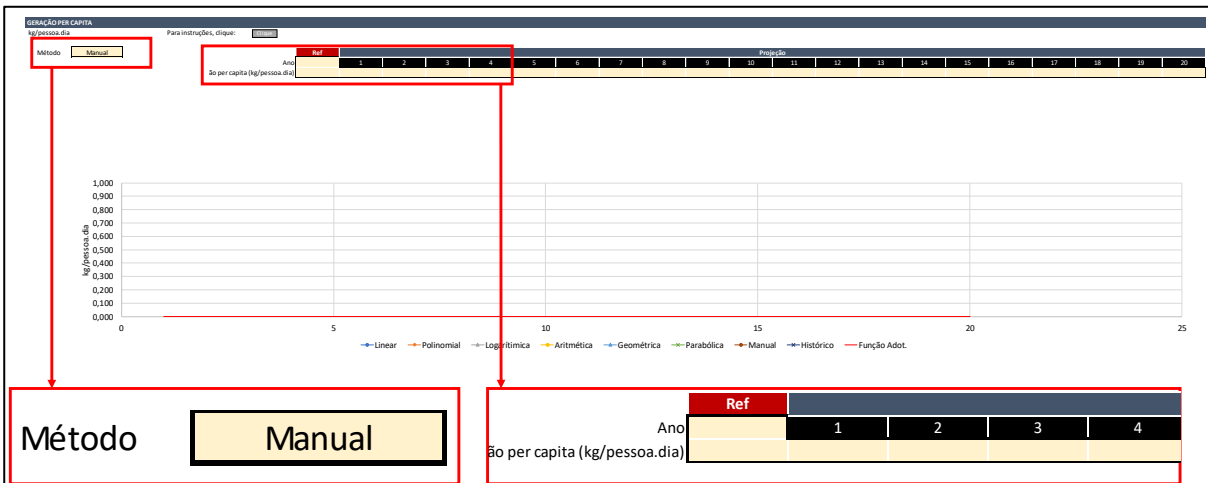 GERAÇÃO PER CAPITA
kg/pessoa.dia Para instruções, clique: Clique
Método Manual
Ref Projeção
Ano 1 2 3 4 5 6 7 8 9 10 11 12 13 14 15 16 17 18 19 20
ão per capita (kg/pessoa.dia)
kg/pessoa.dia
1,000
0,900
0,800
0,700
0,600
0,500
0,400
0,300
0,200
0,100
0,000
0 5 10 15 20 25
Linear Polinomial Logarítimica Aritmética Geométrica Parabólica Manual Histórico Função Adot.
Método Manual
Ref
Ano 1 2 3 4
ão per capita (kg/pessoa.dia)